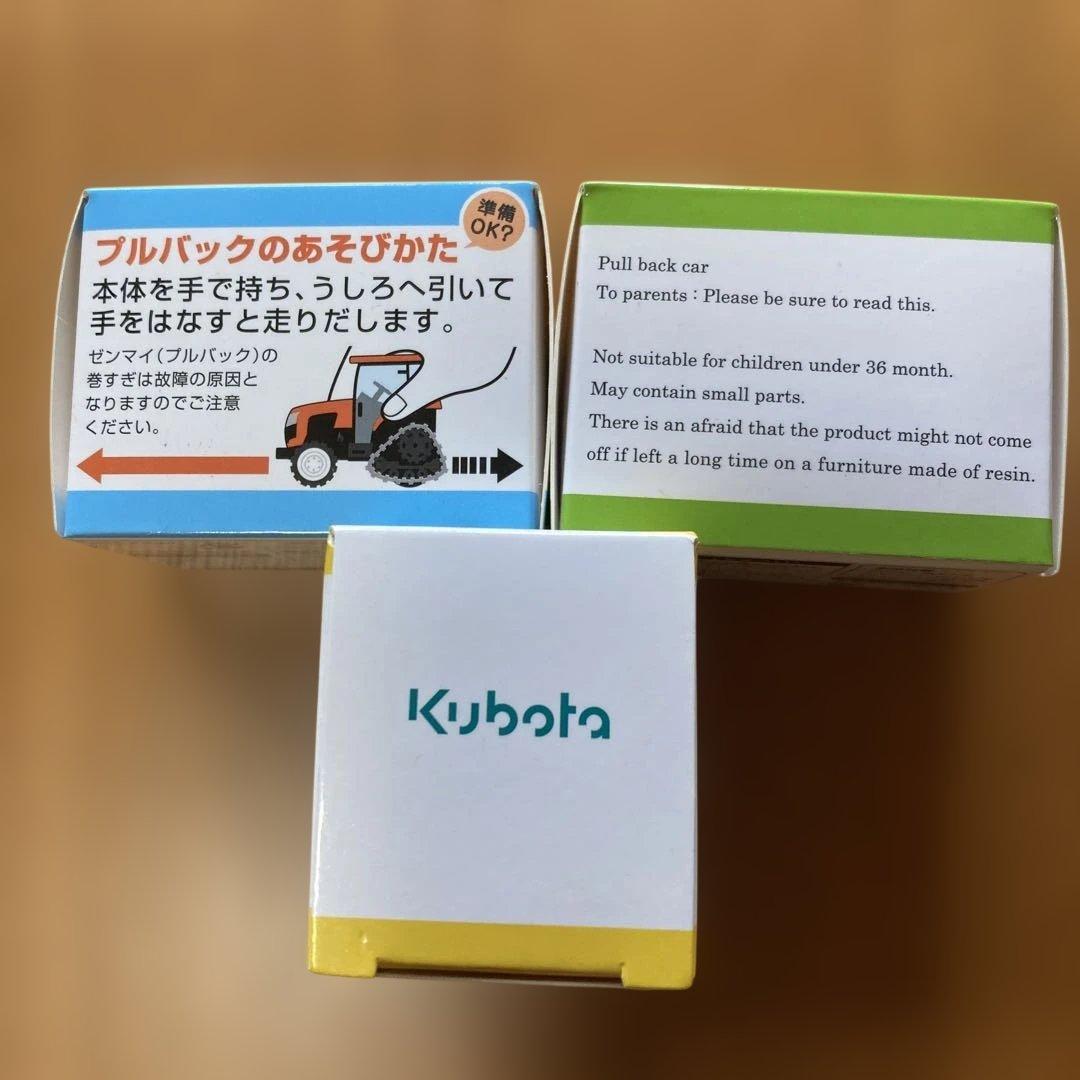 準備
OK?
プルバックのあそびかた
本体を手で持ち、うしろへ引いて
手をはなすと走りだします。
ゼンマイ(プルバック)の
巻すぎは故障の原因と
なりますのでご注意
ください。
Pull back car
To parents : Please be sure to read this.
Not suitable for children under 36 month.
May contain small parts.
There is an afraid that the product might not come
off if left a long time on a furniture made of resin.
Kubota